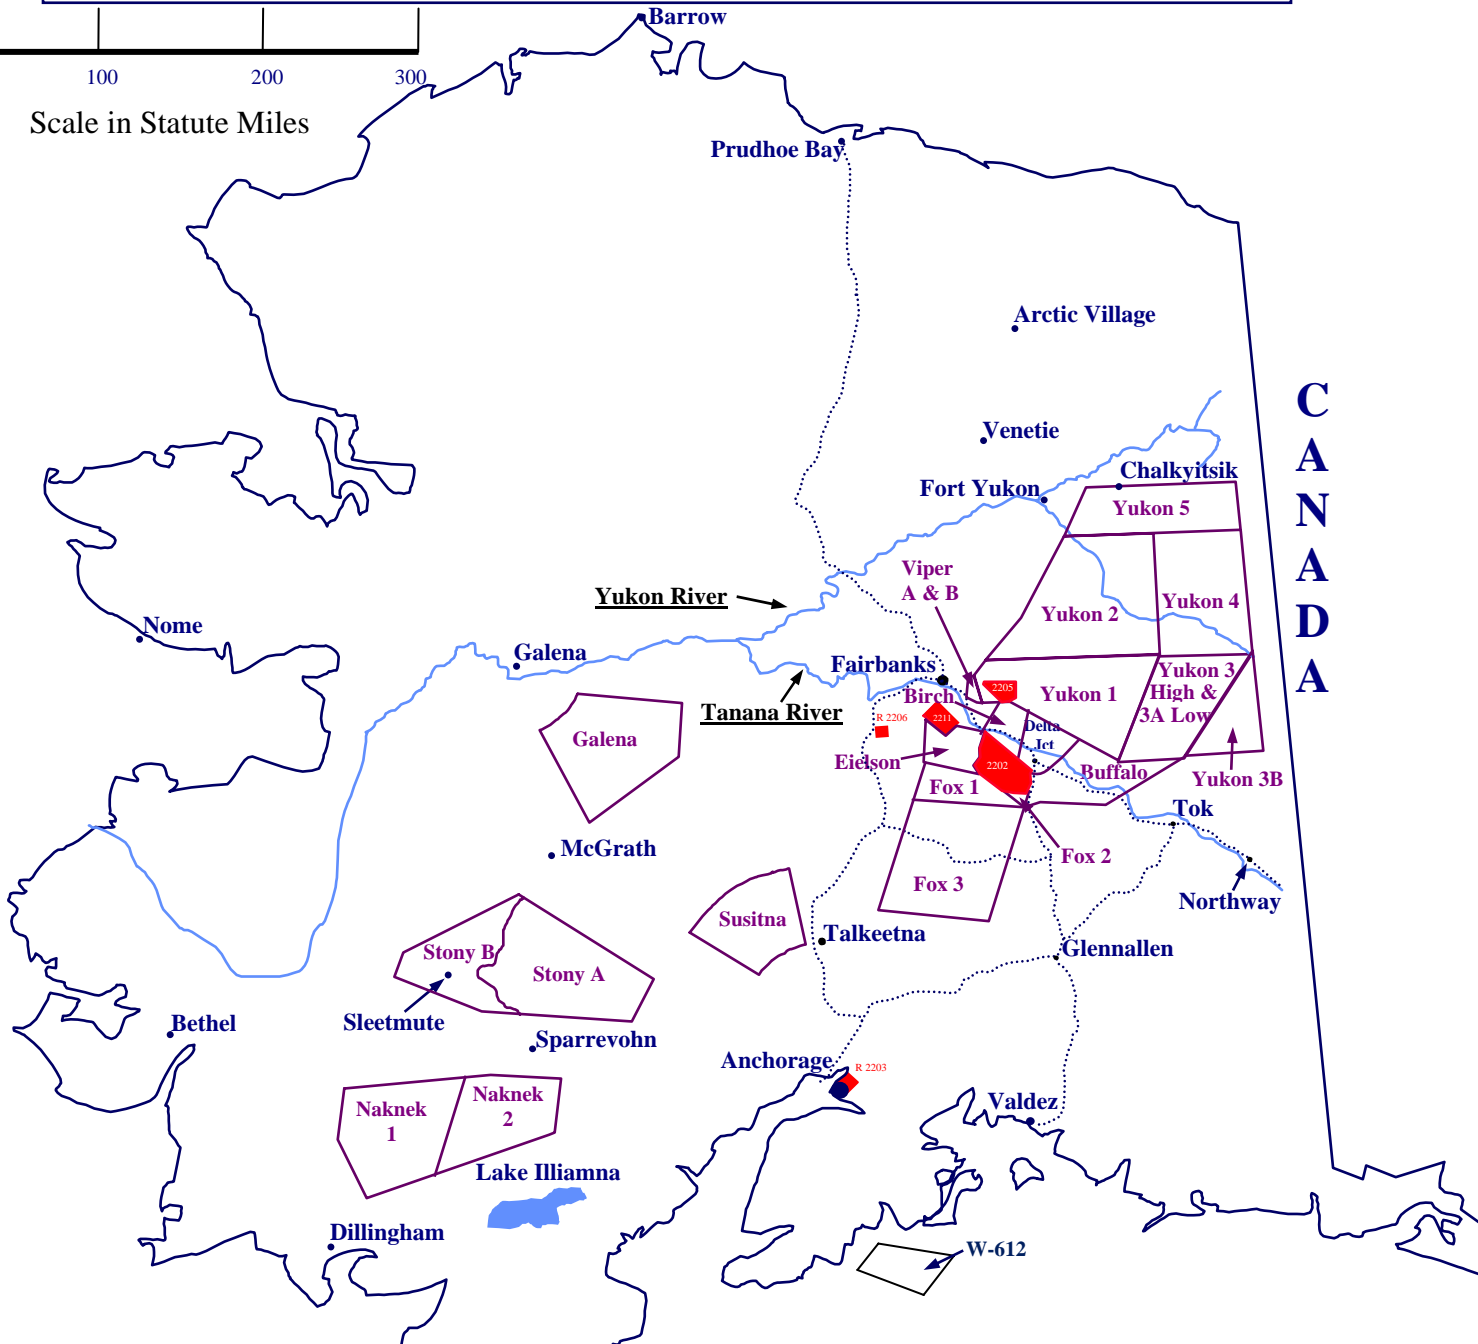 Barrow
100
200
300
Scale in Statute Miles
Prudhoe Bay
Arctic Village
C
A
N
A
D
A
Venetie
Chalkyitsik
Fort Yukon
Yukon 5
Viper
A & B
Yukon River
Yukon 2
Yukon 4
Nome
Galena
Fairbanks
Yukon 3
High &
3A Low
Birch
2205
Yukon 1
Tanana River
R 2206
2211
Delta
Jct
Galena
Eielson
2202
Buffalo
Yukon 3B
Fox 1
Tok
McGrath
Fox 2
Fox 3
Northway
Susitna
Talkeetna
Glennallen
Stony B
Stony A
Sleetmute
Bethel
Sparrevohn
Anchorage
R 2203
Naknek
1
Naknek
2
Valdez
Lake Illiamna
Dillingham
W-612